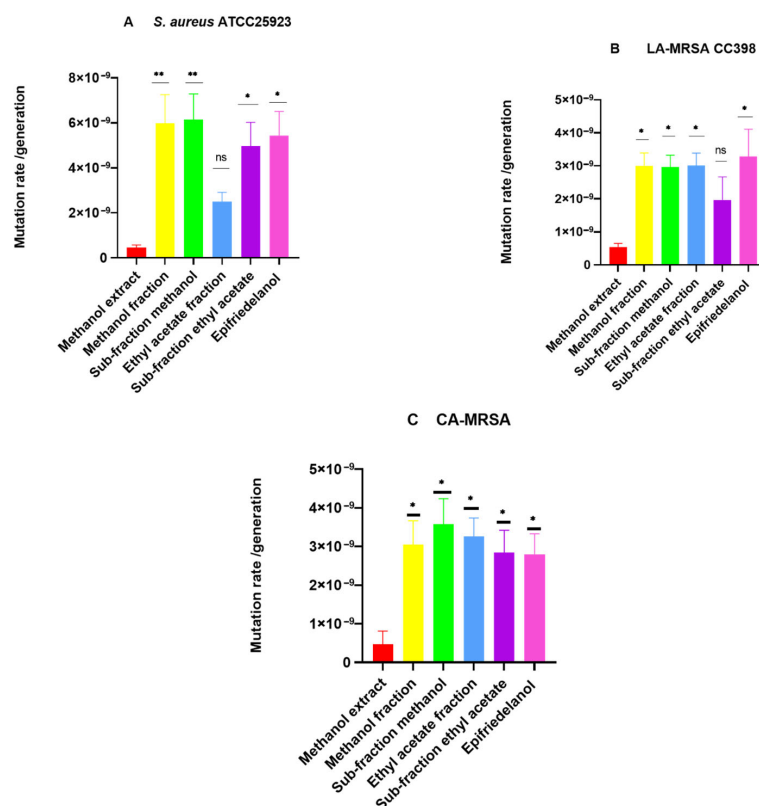 A S. aureus ATCC25923
Mutation rate /generation
8×10⁻⁹
6×10⁻⁹
4×10⁻⁹
2×10⁻⁹
0
** ** ns * *
Methanol extract
Methanol fraction
Sub-fraction methanol
Ethyl acetate fraction
Sub-fraction ethyl acetate
Epifriedelanol
B LA-MRSA CC398
Mutation rate /generation
5×10⁻⁹
4×10⁻⁹
3×10⁻⁹
2×10⁻⁹
1×10⁻⁹
0
* * * ns *
Methanol extract
Methanol fraction
Sub-fraction methanol
Ethyl acetate fraction
Sub-fraction ethyl acetate
Epifriedelanol
C CA-MRSA
Mutation rate /generation
5×10⁻⁹
4×10⁻⁹
3×10⁻⁹
2×10⁻⁹
1×10⁻⁹
0
* * * * *
Methanol extract
Methanol fraction
Sub-fraction methanol
Ethyl acetate fraction
Sub-fraction ethyl acetate
Epifriedelanol